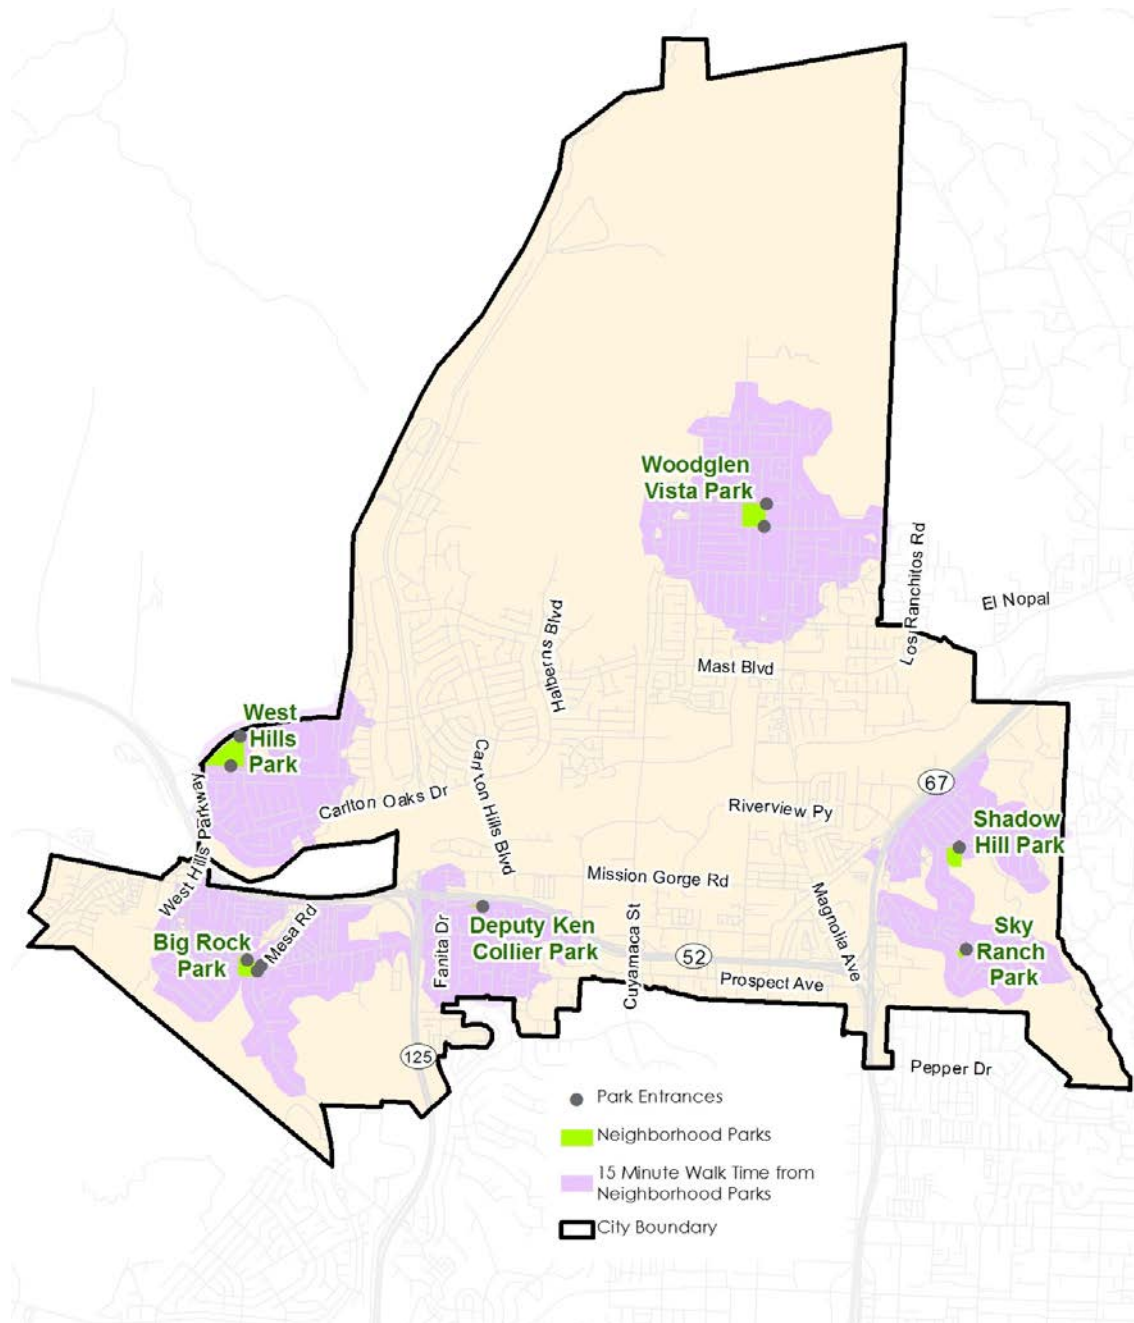 Woodglen
Vista Park
Los Ranchitos Rd
El Nopal
Halberns Blvd
Mast Blvd
West
Hills
Park
Carlton Oaks Dr
Carlton Hills Blvd
67
Riverview Py
Shadow
Hill Park
West Hills Parkway
Mission Gorge Rd
Magnolia Ave
Mesa Rd
Big Rock
Park
Fanita Dr
Deputy Ken
Collier Park
Cuyamaca St
52
Prospect Ave
Sky
Ranch
Park
125
Pepper Dr
Park Entrances
Neighborhood Parks
15 Minute Walk Time from
Neighborhood Parks
City Boundary